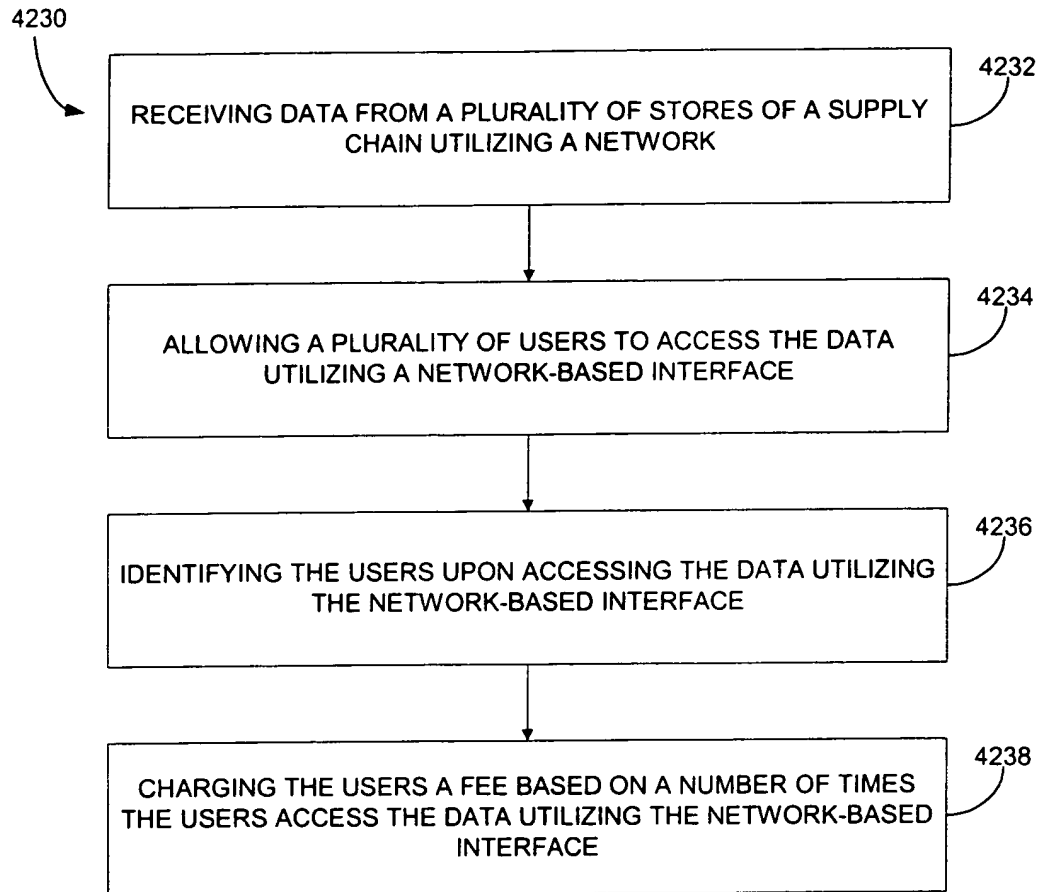 4230
4232
RECEIVING DATA FROM A PLURALITY OF STORES OF A SUPPLY
CHAIN UTILIZING A NETWORK
4234
ALLOWING A PLURALITY OF USERS TO ACCESS THE DATA
UTILIZING A NETWORK-BASED INTERFACE
4236
IDENTIFYING THE USERS UPON ACCESSING THE DATA UTILIZING
THE NETWORK-BASED INTERFACE
4238
CHARGING THE USERS A FEE BASED ON A NUMBER OF TIMES
THE USERS ACCESS THE DATA UTILIZING THE NETWORK-BASED
INTERFACE